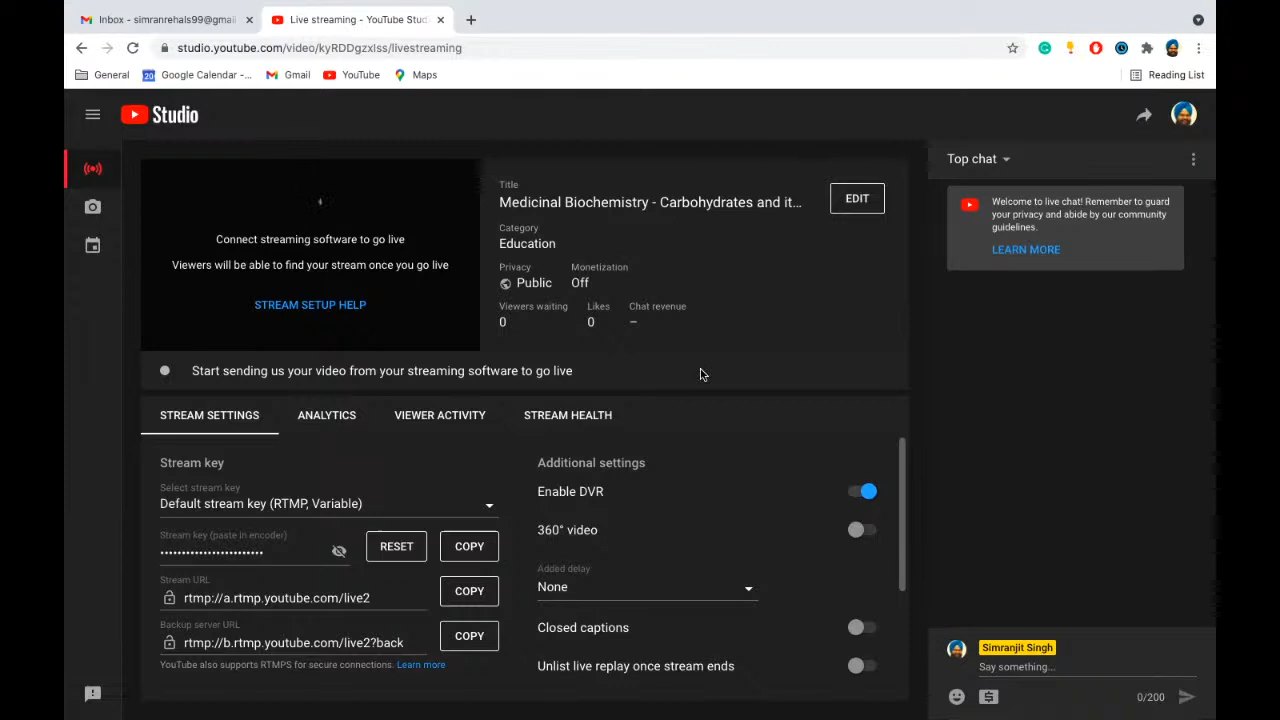 Inbox - simranrehals99@gmai
Live streaming - YouTube Stud
studio.youtube.com/video/kyRDDgzxIss/livestreaming
General
20
Google Calendar -...
Gmail
YouTube
Maps
Reading List
Studio
Connect streaming software to go live
Viewers will be able to find your stream once you go live
STREAM SETUP HELP
Title
Medicinal Biochemistry - Carbohydrates and it...
EDIT
Category
Education
Privacy Monetization
Public Off
Viewers waiting Likes Chat revenue
0 0 –
Start sending us your video from your streaming software to go live
STREAM SETTINGS ANALYTICS VIEWER ACTIVITY STREAM HEALTH
Stream key
Select stream key
Default stream key (RTMP, Variable)
Stream key (paste in encoder)
••••••••••••••••••••••••
RESET COPY
Stream URL
rtmp://a.rtmp.youtube.com/live2
COPY
Backup server URL
rtmp://b.rtmp.youtube.com/live2?back
COPY
YouTube also supports RTMPS for secure connections. Learn more
Additional settings
Enable DVR
360° video
Added delay
None
Closed captions
Unlist live replay once stream ends
Top chat
Welcome to live chat! Remember to guard
your privacy and abide by our community
guidelines.
LEARN MORE
Simranjit Singh
Say something...
0/200